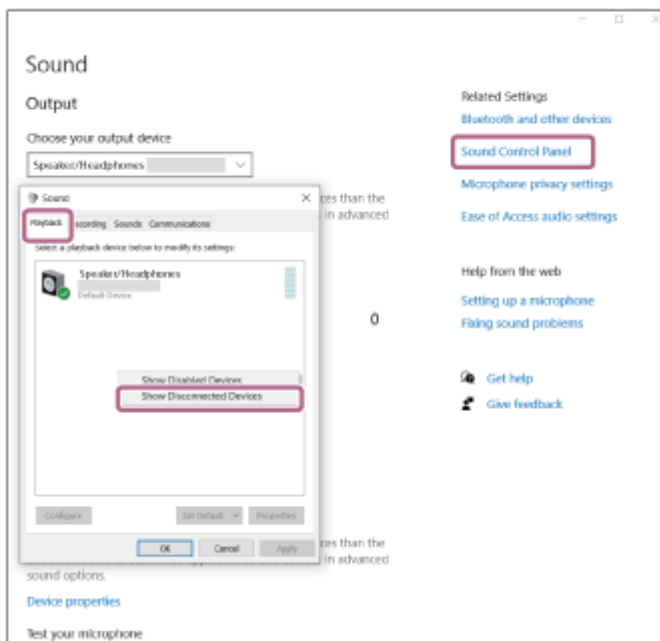 Sound
Output
Choose your output device
Speaker/Headphones
Related Settings
Bluetooth and other devices
Sound Control Panel
Microphone privacy settings
Ease of Access audio settings
Help from the web
Setting up a microphone
Fixing sound problems
Get help
Give feedback
ces than the
in advanced
0
Sound
Playback ecording Sounds Communications
Select a playback device below to modify its settings:
Speaker/Headphones
Default Device
Show Disabled Devices
Show Disconnected Devices
Configure Set Default Properties
OK Cancel Apply
ces than the
in advanced
sound options.
Device properties
Test your microphone